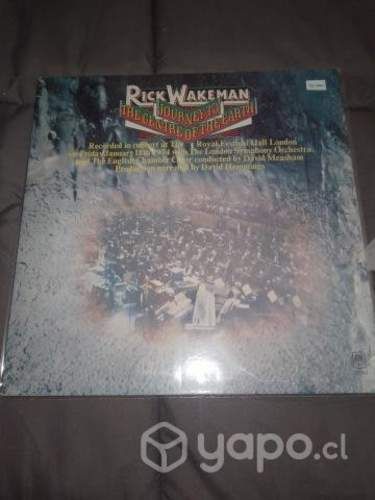 RICK WAKEMAN
JOURNEY TO
THE CENTRE OF THE EARTH
Recorded in concert at The Royal Festival Hall London
on Friday January 18th 1974 with The London Symphony Orchestra
and The English Chamber Choir conducted by David Measham
Production narrated by David Hemmings
yapo.cl